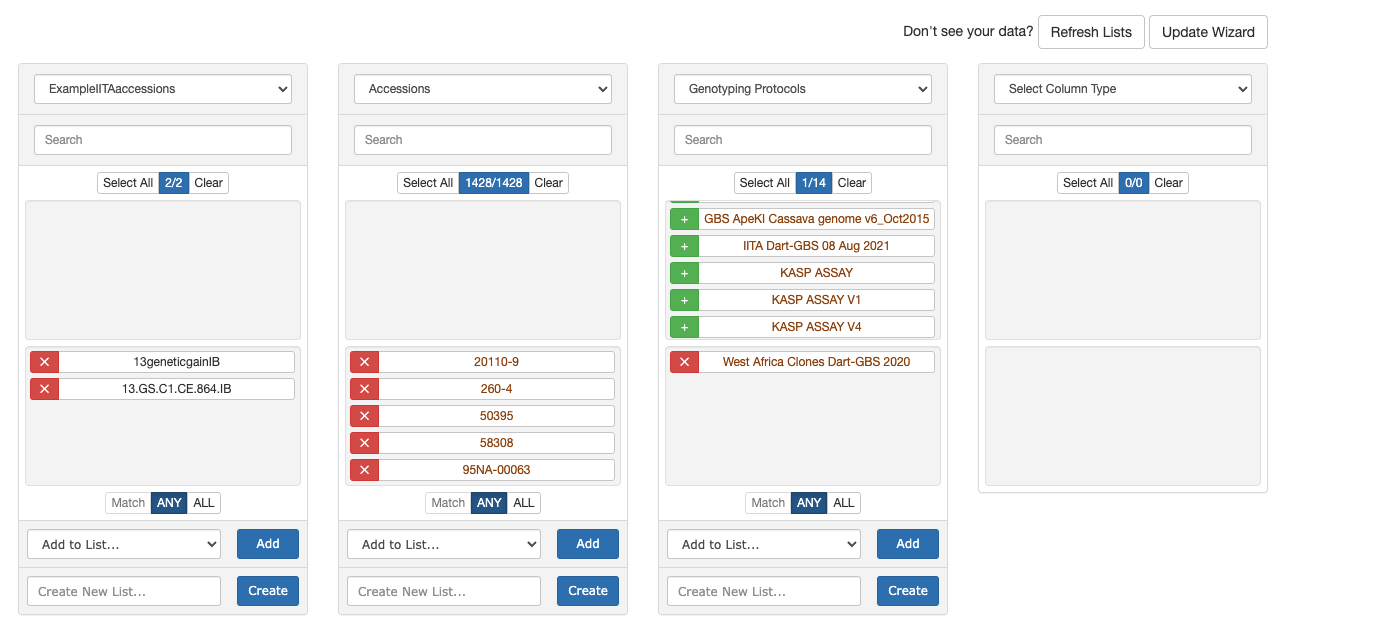 Don't see your data? Refresh Lists Update Wizard
ExampleIITAaccessions
Search
Select All 2/2 Clear
13geneticgainIB
13.GS.C1.CE.864.IB
Match ANY ALL
Add to List... Add
Create New List... Create
Accessions
Search
Select All 1428/1428 Clear
20110-9
260-4
50395
58308
95NA-00063
Match ANY ALL
Add to List... Add
Create New List... Create
Genotyping Protocols
Search
Select All 1/14 Clear
+ GBS ApeKI Cassava genome v6_Oct2015
+ IITA Dart-GBS 08 Aug 2021
+ KASP ASSAY
+ KASP ASSAY V1
+ KASP ASSAY V4
West Africa Clones Dart-GBS 2020
Match ANY ALL
Add to List... Add
Create New List... Create
Select Column Type
Search
Select All 0/0 Clear